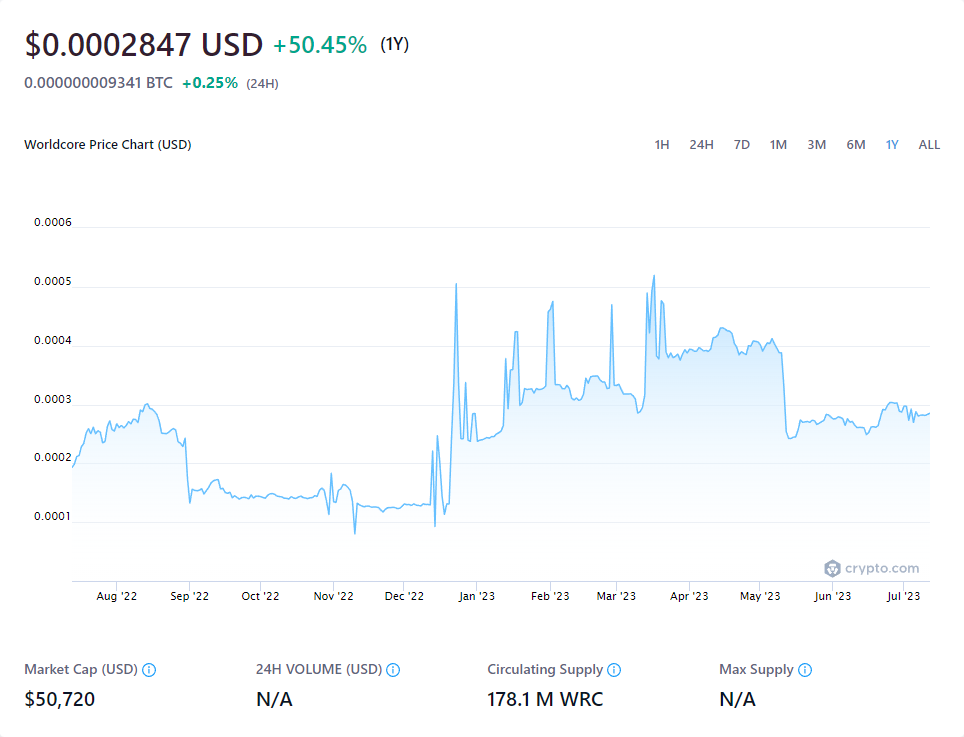 $0.0002847 USD +50.45% (1Y)
0.000000009341 BTC +0.25% (24H)
Worldcore Price Chart (USD) 1H 24H 7D 1M 3M 6M 1Y ALL
0.0006
0.0005
0.0004
0.0003
0.0002
0.0001
crypto.com
Aug '22 Sep '22 Oct '22 Nov '22 Dec '22 Jan '23 Feb '23 Mar '23 Apr '23 May '23 Jun '23 Jul '23
Market Cap (USD) 24H VOLUME (USD) Circulating Supply Max Supply
$50,720 N/A 178.1 M WRC N/A